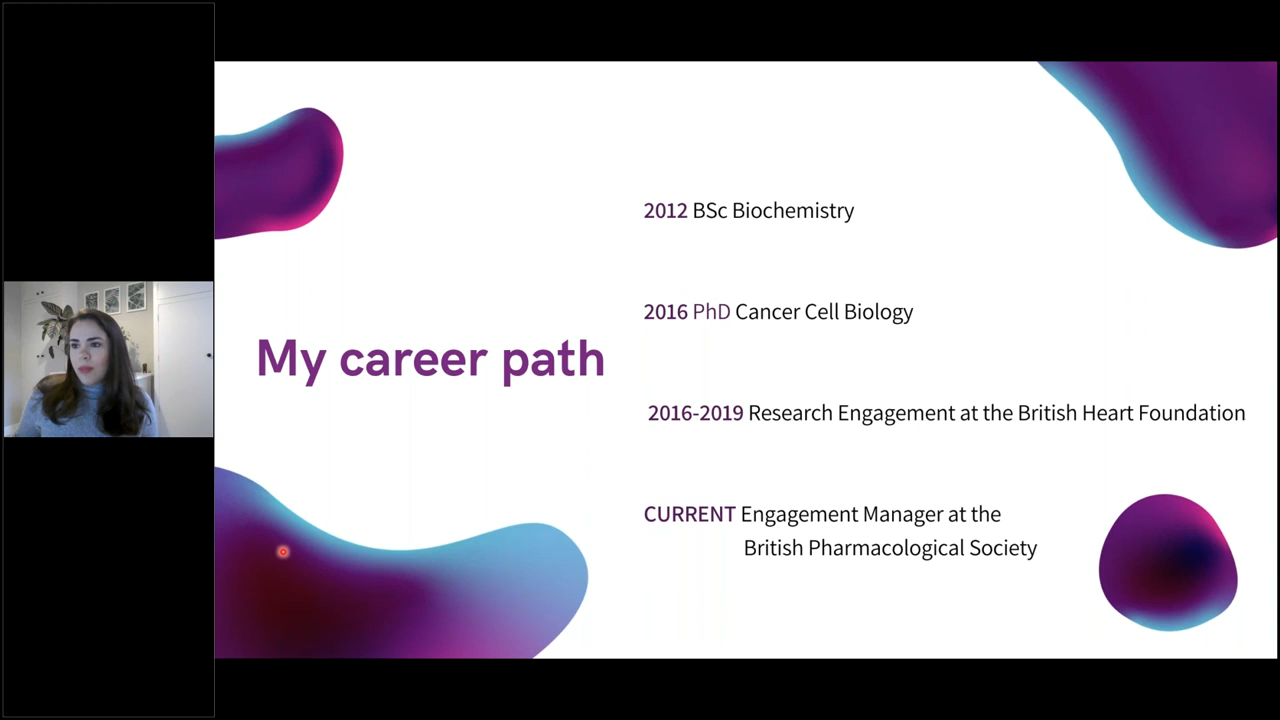 My career path
2012 BSc Biochemistry
2016 PhD Cancer Cell Biology
2016-2019 Research Engagement at the British Heart Foundation
CURRENT Engagement Manager at the
British Pharmacological Society